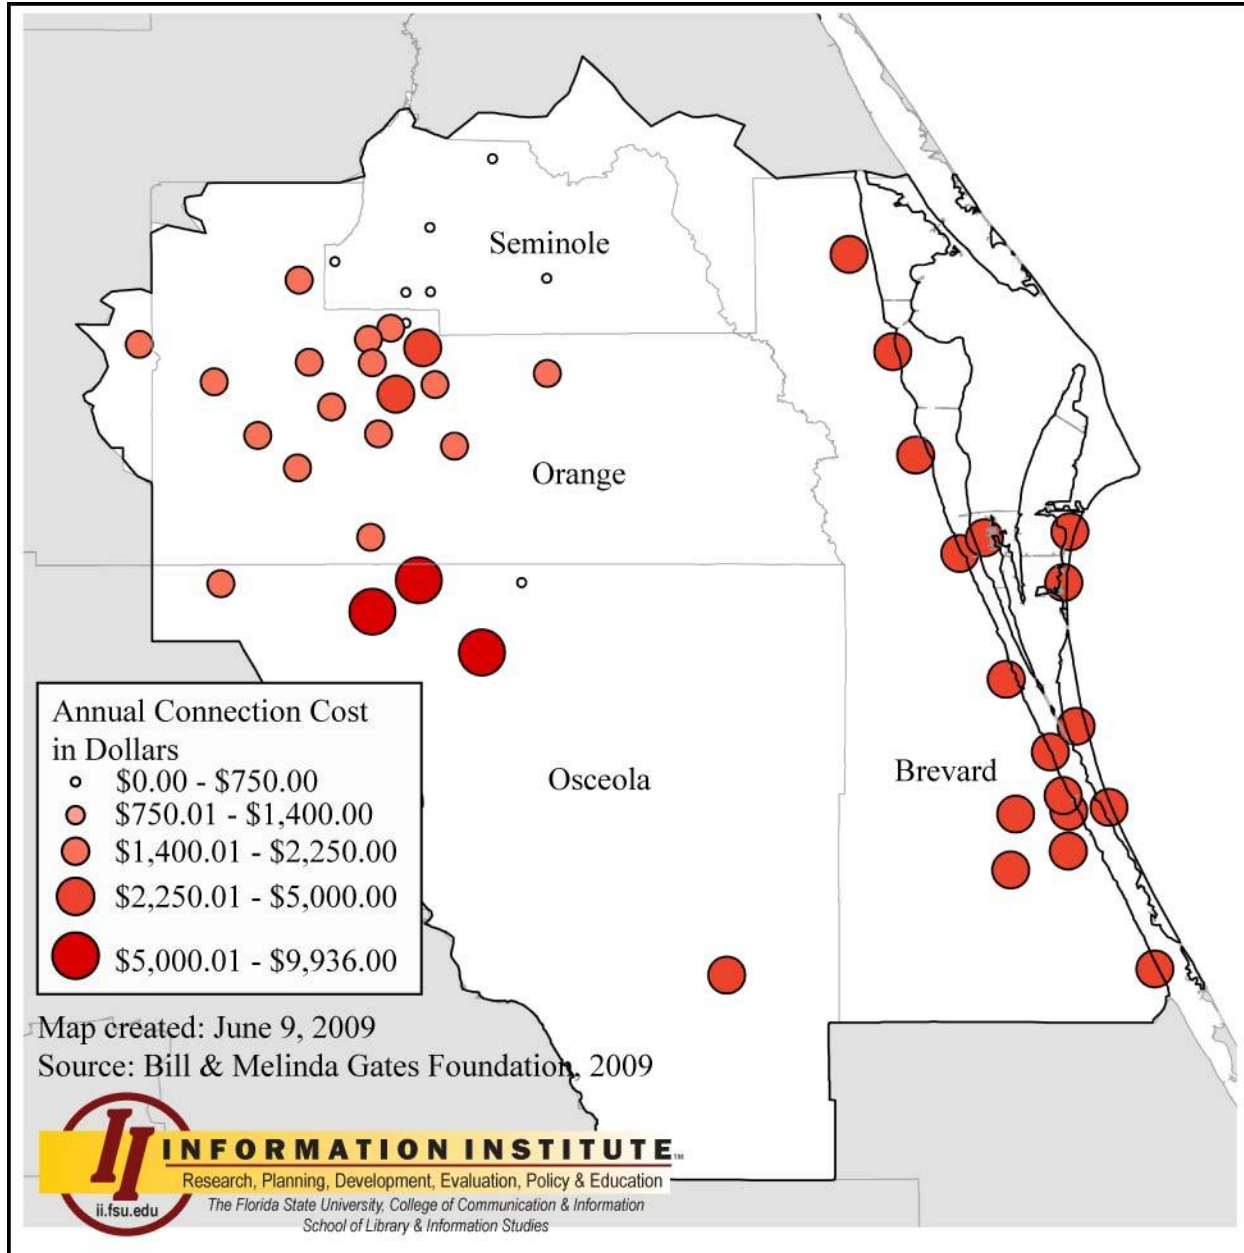 Seminole
Orange
Osceola
Brevard
Annual Connection Cost
in Dollars
$0.00 - $750.00
$750.01 - $1,400.00
$1,400.01 - $2,250.00
$2,250.01 - $5,000.00
$5,000.01 - $9,936.00
Map created: June 9, 2009
Source: Bill & Melinda Gates Foundation, 2009
II
ii.fsu.edu
INFORMATION INSTITUTE™
Research, Planning, Development, Evaluation, Policy & Education
The Florida State University, College of Communication & Information
School of Library & Information Studies